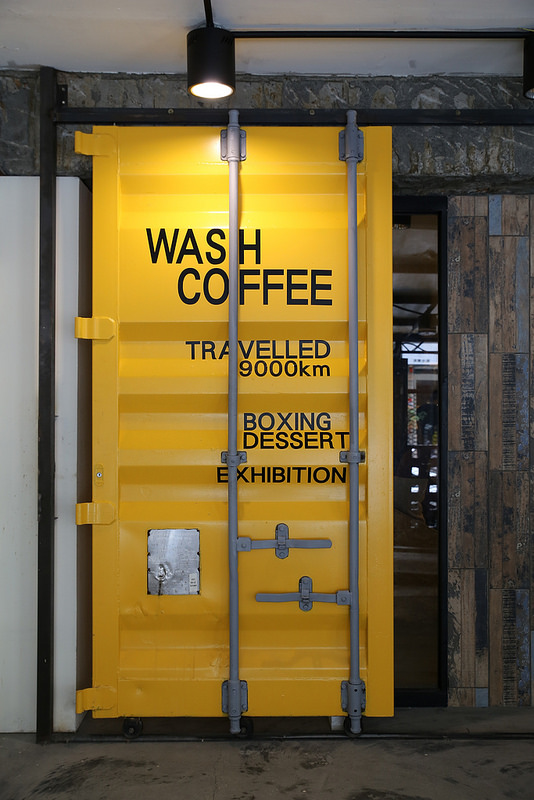 WASH
COFFEE
TRAVELLED
9000km
BOXING
DESSERT
EXHIBITION